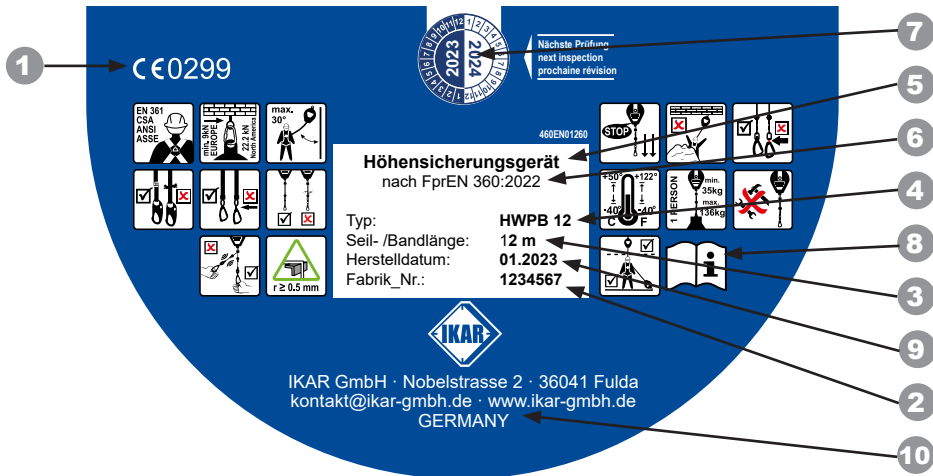 1
CE0299
7
5
6
4
8
3
9
2
10
2023
2024
Nächste Prüfung
next inspection
prochaine révision
460EN01260
EN 361
CSA
ANSI
ASSE
min. 9kN
EUROPE
22.2 kN
North America
max.
30°
STOP
Höhensicherungsgerät
nach FprEN 360:2022
Typ: HWPB 12
Seil- /Bandlänge: 12 m
Herstelldatum: 01.2023
Fabrik_Nr.: 1234567
+50° +122°
-40° -40°
C F
1 PERSON
min.
35kg
max.
136kg
r ≥ 0.5 mm
i
IKAR
IKAR GmbH · Nobelstrasse 2 · 36041 Fulda
kontakt@ikar-gmbh.de · www.ikar-gmbh.de
GERMANY